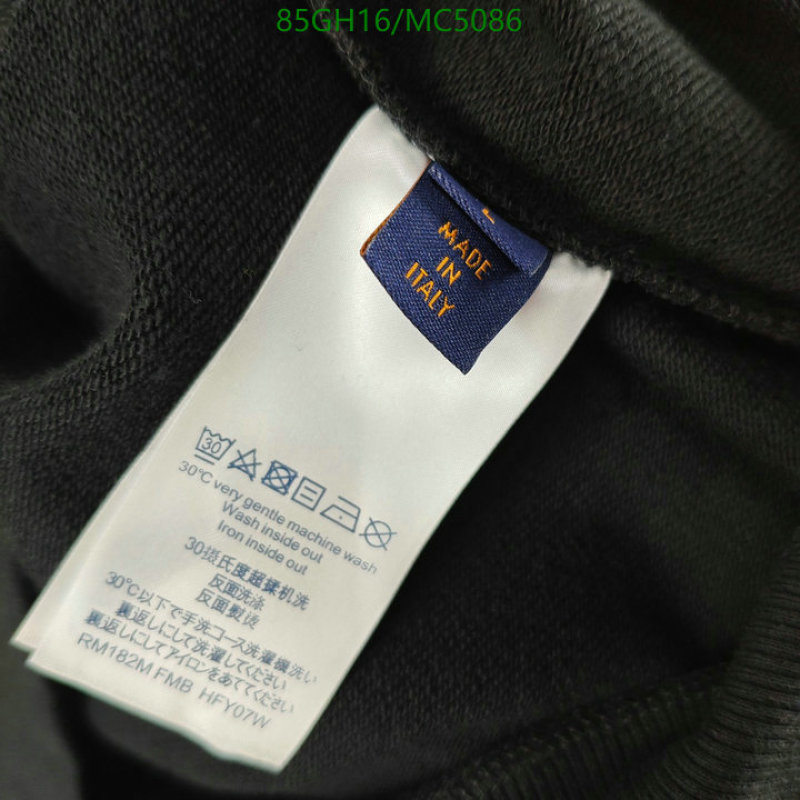 85GH16/MC5086
MADE
IN
ITALY
30
30°C very gentle machine wash
Wash inside out
Iron inside out
30摄氏度超柔机洗
反面洗涤
反面熨烫
30℃以下で手洗コース洗濯機洗い
裏返しにして洗濯してください
裏返しにしてアイロンをあててください
RM182M FMB HFY07W